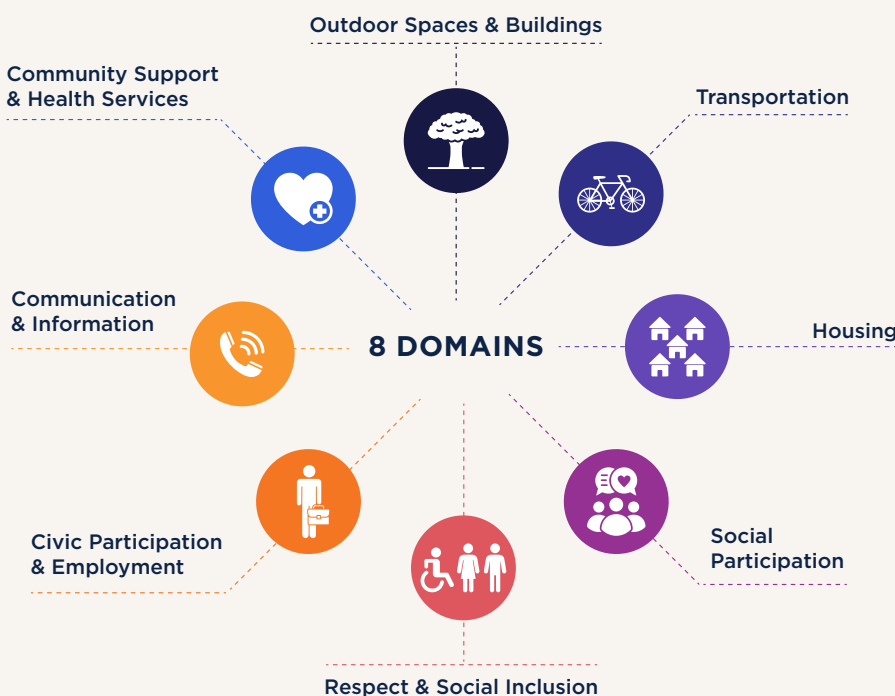 Outdoor Spaces & Buildings
Community Support
& Health Services
Transportation
Communication
& Information
8 DOMAINS
Housing
Civic Participation
& Employment
Social
Participation
Respect & Social Inclusion